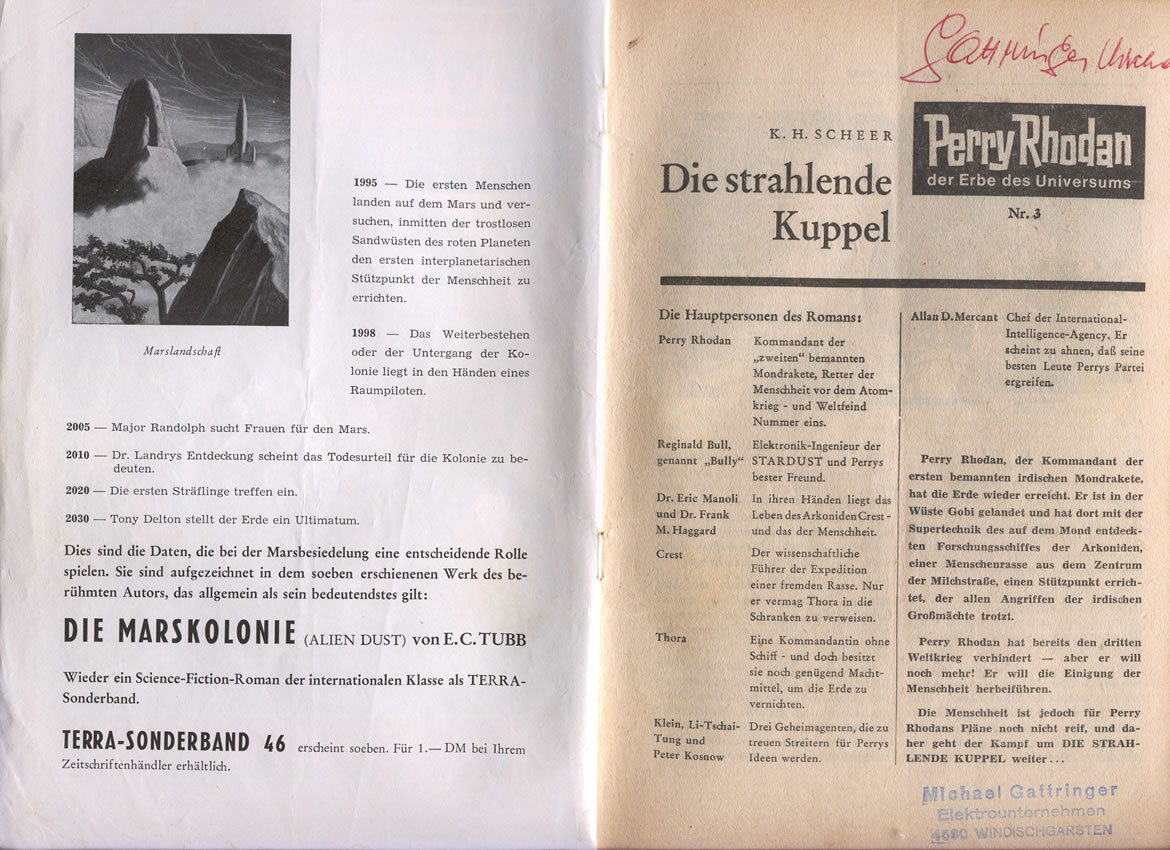 Marslandschaft
1995 — Die ersten Menschen
landen auf dem Mars und ver-
suchen, inmitten der trostlosen
Sandwüsten des roten Planeten
den ersten interplanetarischen
Stützpunkt der Menschheit zu
errichten.
1998 — Das Weiterbestehen
oder der Untergang der Ko-
lonie liegt in den Händen eines
Raumpiloten.
2005 — Major Randolph sucht Frauen für den Mars.
2010 — Dr. Landrys Entdeckung scheint das Todesurteil für die Kolonie zu be-
deuten.
2020 — Die ersten Sträflinge treffen ein.
2030 — Tony Delton stellt der Erde ein Ultimatum.
Dies sind die Daten, die bei der Marsbesiedelung eine entscheidende Rolle
spielen. Sie sind aufgezeichnet in dem soeben erschienenen Werk des be-
rühmten Autors, das allgemein als sein bedeutendstes gilt:
DIE MARSKOLONIE (ALIEN DUST) von E. C. TUBB
Wieder ein Science-Fiction-Roman der internationalen Klasse als TERRA-
Sonderband.
TERRA-SONDERBAND 46 erscheint soeben. Für 1.— DM bei Ihrem
Zeitschriftenhändler erhältlich.
Gattringer
K. H. SCHEER
Die strahlende
Kuppel
Perry Rhodan
der Erbe des Universums
Nr. 3
Die Hauptpersonen des Romans:
Perry Rhodan Kommandant der
„zweiten“ bemannten
Mondrakete, Retter der
Menschheit vor dem Atom-
krieg - und Weltfeind
Nummer eins.
Reginald Bull, Elektronik-Ingenieur der
genannt „Bully“ STARDUST und Perrys
bester Freund.
Dr. Eric Manoli In ihren Händen liegt das
und Dr. Frank Leben des Arkoniden Crest -
M. Haggard und das der Menschheit.
Crest Der wissenschaftliche
Führer der Expedition
einer fremden Rasse. Nur
er vermag Thora in die
Schranken zu verweisen.
Thora Eine Kommandantin ohne
Schiff - und doch besitzt
sie noch genügend Macht-
mittel, um die Erde zu
vernichten.
Klein, Li-Tschai- Drei Geheimagenten, die zu
Tung und treuen Streitern für Perrys
Peter Kosnow Ideen werden.
Allan D. Mercant Chef der International-
Intelligence-Agency. Er
scheint zu ahnen, daß seine
besten Leute Perrys Partei
ergreifen.
Perry Rhodan, der Kommandant der
ersten bemannten irdischen Mondrakete,
hat die Erde wieder erreicht. Er ist in der
Wüste Gobi gelandet und hat dort mit der
Supertechnik des auf dem Mond entdeck-
ten Forschungsschiffes der Arkoniden,
einer Menschenrasse aus dem Zentrum
der Milchstraße, einen Stützpunkt errich-
tet, der allen Angriffen der irdischen
Großmächte trotzt.
Perry Rhodan hat bereits den dritten
Weltkrieg verhindert — aber er will
noch mehr! Er will die Einigung der
Menschheit herbeiführen.
Die Menschheit ist jedoch für Perry
Rhodans Pläne noch nicht reif, und da-
her geht der Kampf um DIE STRAH-
LENDE KUPPEL weiter . . .
Michael Gattringer
Elektrounternehmen
4580 WINDISCHGARSTEN